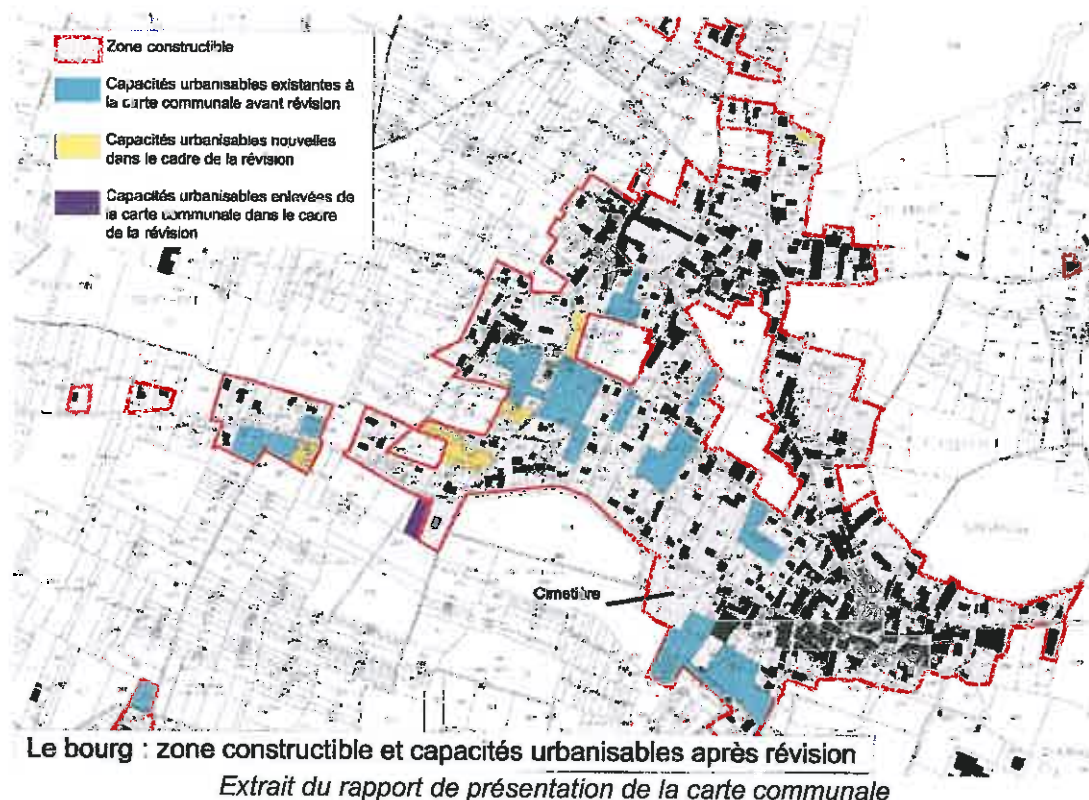 Zone constructible
Capacités urbanisables existantes à
la carte communale avant révision
Capacités urbanisables nouvelles
dans le cadre de la révision
Capacités urbanisables enlevées de
la carte communale dans le cadre
de la révision
Cimetière
Le bourg : zone constructible et capacités urbanisables après révision
Extrait du rapport de présentation de la carte communale